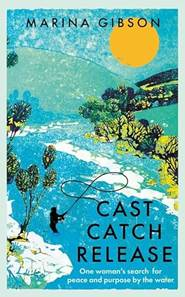 MARINA GIBSON
CAST
CATCH
RELEASE
One woman's search for
peace and purpose by the water